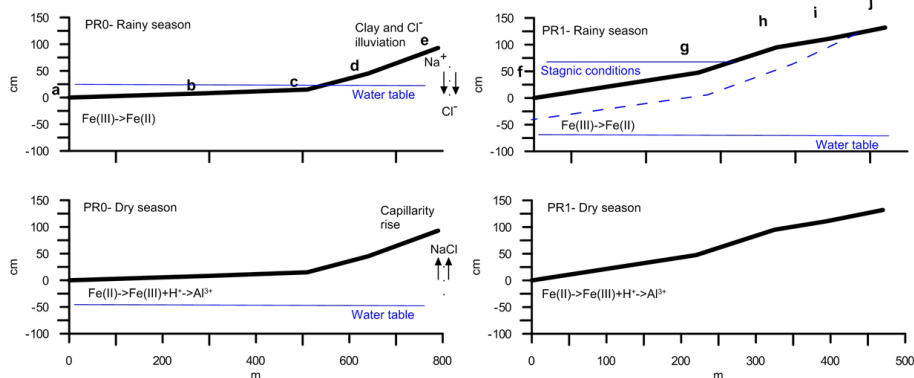 PR0- Rainy season
Clay and Cl⁻
illuviation
a
b
c
d
e
Na⁺
Cl⁻
Water table
Fe(III)->Fe(II)
150
100
50
0
-50
-100
cm
PR1- Rainy season
f
g
h
i
j
Stagnic conditions
Fe(III)->Fe(II)
Water table
150
100
50
0
-50
-100
cm
PR0- Dry season
Capillarity
rise
NaCl
Fe(II)->Fe(III)+H⁺->Al³⁺
Water table
150
100
50
0
-50
-100
cm
0
200
400
600
800
m
PR1- Dry season
Fe(II)->Fe(III)+H⁺->Al³⁺
150
100
50
0
-50
-100
cm
0
100
200
300
400
500
m